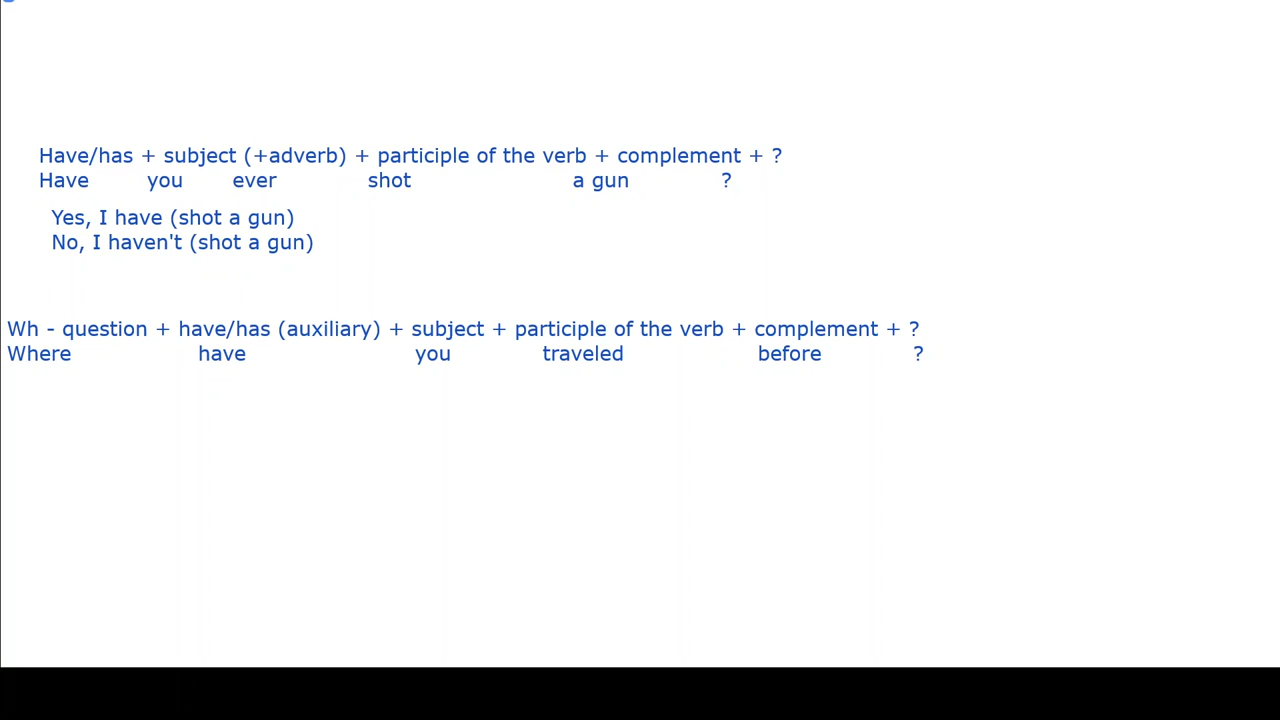 Have/has + subject (+adverb) + participle of the verb + complement + ?
Have you ever shot a gun ?
Yes, I have (shot a gun)
No, I haven't (shot a gun)
Wh - question + have/has (auxiliary) + subject + participle of the verb + complement + ?
Where have you traveled before ?